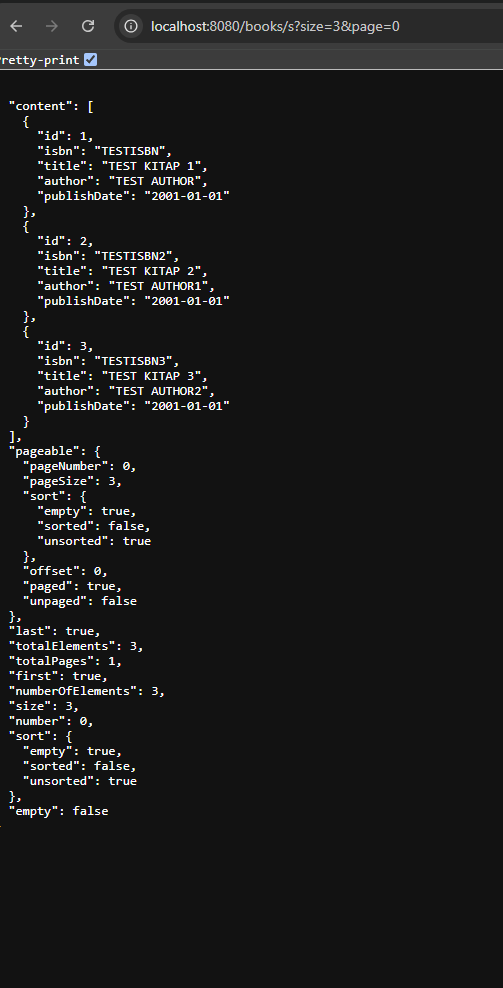 localhost:8080/books/s?size=3&page=0
retty-print
"content": [
{
"id": 1,
"isbn": "TESTISBN",
"title": "TEST KITAP 1",
"author": "TEST AUTHOR",
"publishDate": "2001-01-01"
},
{
"id": 2,
"isbn": "TESTISBN2",
"title": "TEST KITAP 2",
"author": "TEST AUTHOR1",
"publishDate": "2001-01-01"
},
{
"id": 3,
"isbn": "TESTISBN3",
"title": "TEST KITAP 3",
"author": "TEST AUTHOR2",
"publishDate": "2001-01-01"
}
],
"pageable": {
"pageNumber": 0,
"pageSize": 3,
"sort": {
"empty": true,
"sorted": false,
"unsorted": true
},
"offset": 0,
"paged": true,
"unpaged": false
},
"last": true,
"totalElements": 3,
"totalPages": 1,
"first": true,
"numberOfElements": 3,
"size": 3,
"number": 0,
"sort": {
"empty": true,
"sorted": false,
"unsorted": true
},
"empty": false